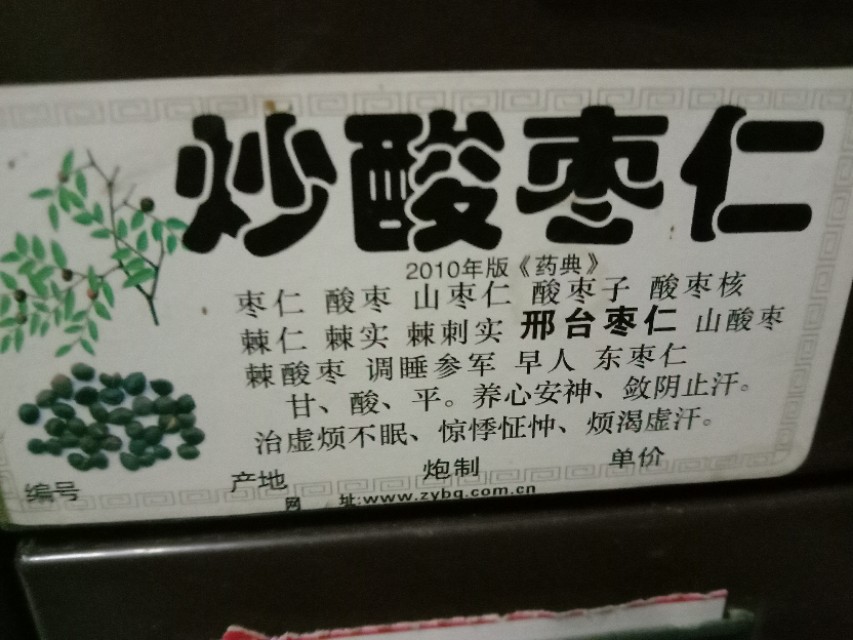 炒酸枣仁
2010年版《药典》
枣仁 酸枣 山枣仁 酸枣子 酸枣核
棘仁 棘实 棘刺实 邢台枣仁 山酸枣
棘酸枣 调睡参军 早人 东枣仁
甘、酸、平。养心安神、敛阴止汗。
治虚烦不眠、惊悸怔忡、烦渴虚汗。
编号 产地 炮制 单价
网 址:www.zybq.com.cn